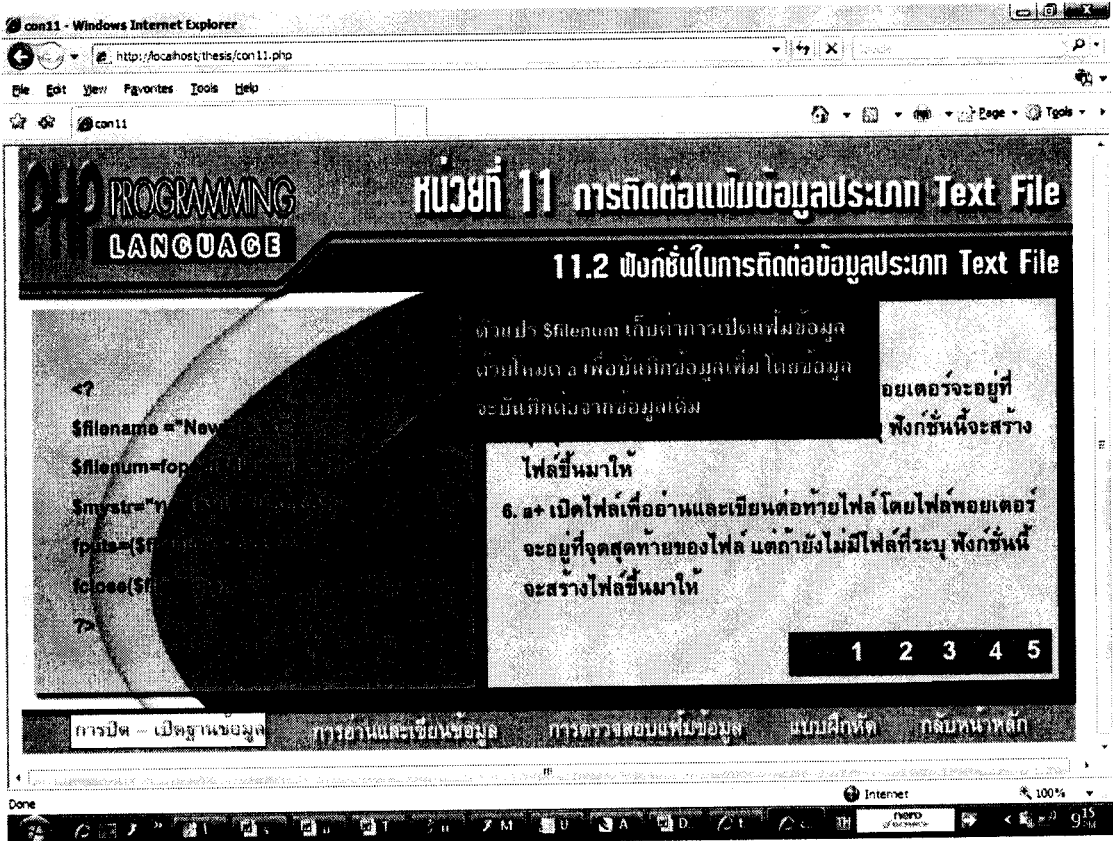 con11 - Windows Internet Explorer
http://localhost/thesis/con11.php
File Edit View Favorites Tools Help
con11
Page Tools
PHP PROGRAMMING
LANGUAGE
หน่วยที่ 11 การติดต่อแฟ้มข้อมูลประเภท Text File
11.2 ฟังก์ชั่นในการติดต่อข้อมูลประเภท Text File
ตัวแปร $filenum เก็บค่าการเปิดแฟ้มข้อมูล
ด้วยโหมด a เพื่อบันทึกข้อมูลเพิ่ม โดยข้อมูล
จะบันทึกต่อจากข้อมูลเดิม
<?
$filename ="New
$filenum=fop
$mystr="ท
fputs=($f
fclose($f
?>
อยเตอร์จะอยู่ที่
ุ ฟังก์ชั่นนี้จะสร้าง
ไฟล์ขึ้นมาให้
6. a+ เปิดไฟล์เพื่ออ่านและเขียนต่อท้ายไฟล์ โดยไฟล์พอยเตอร์
จะอยู่ที่จุดสุดท้ายของไฟล์ แต่ถ้ายังไม่มีไฟล์ที่ระบุ ฟังก์ชั่นนี้
จะสร้างไฟล์ขึ้นมาให้
1 2 3 4 5
การปิด – เปิดฐานข้อมูล การอ่านและเขียนข้อมูล การตรวจสอบแฟ้มข้อมูล แบบฝึกหัด กลับหน้าหลัก
Done Internet 100%
TH nero